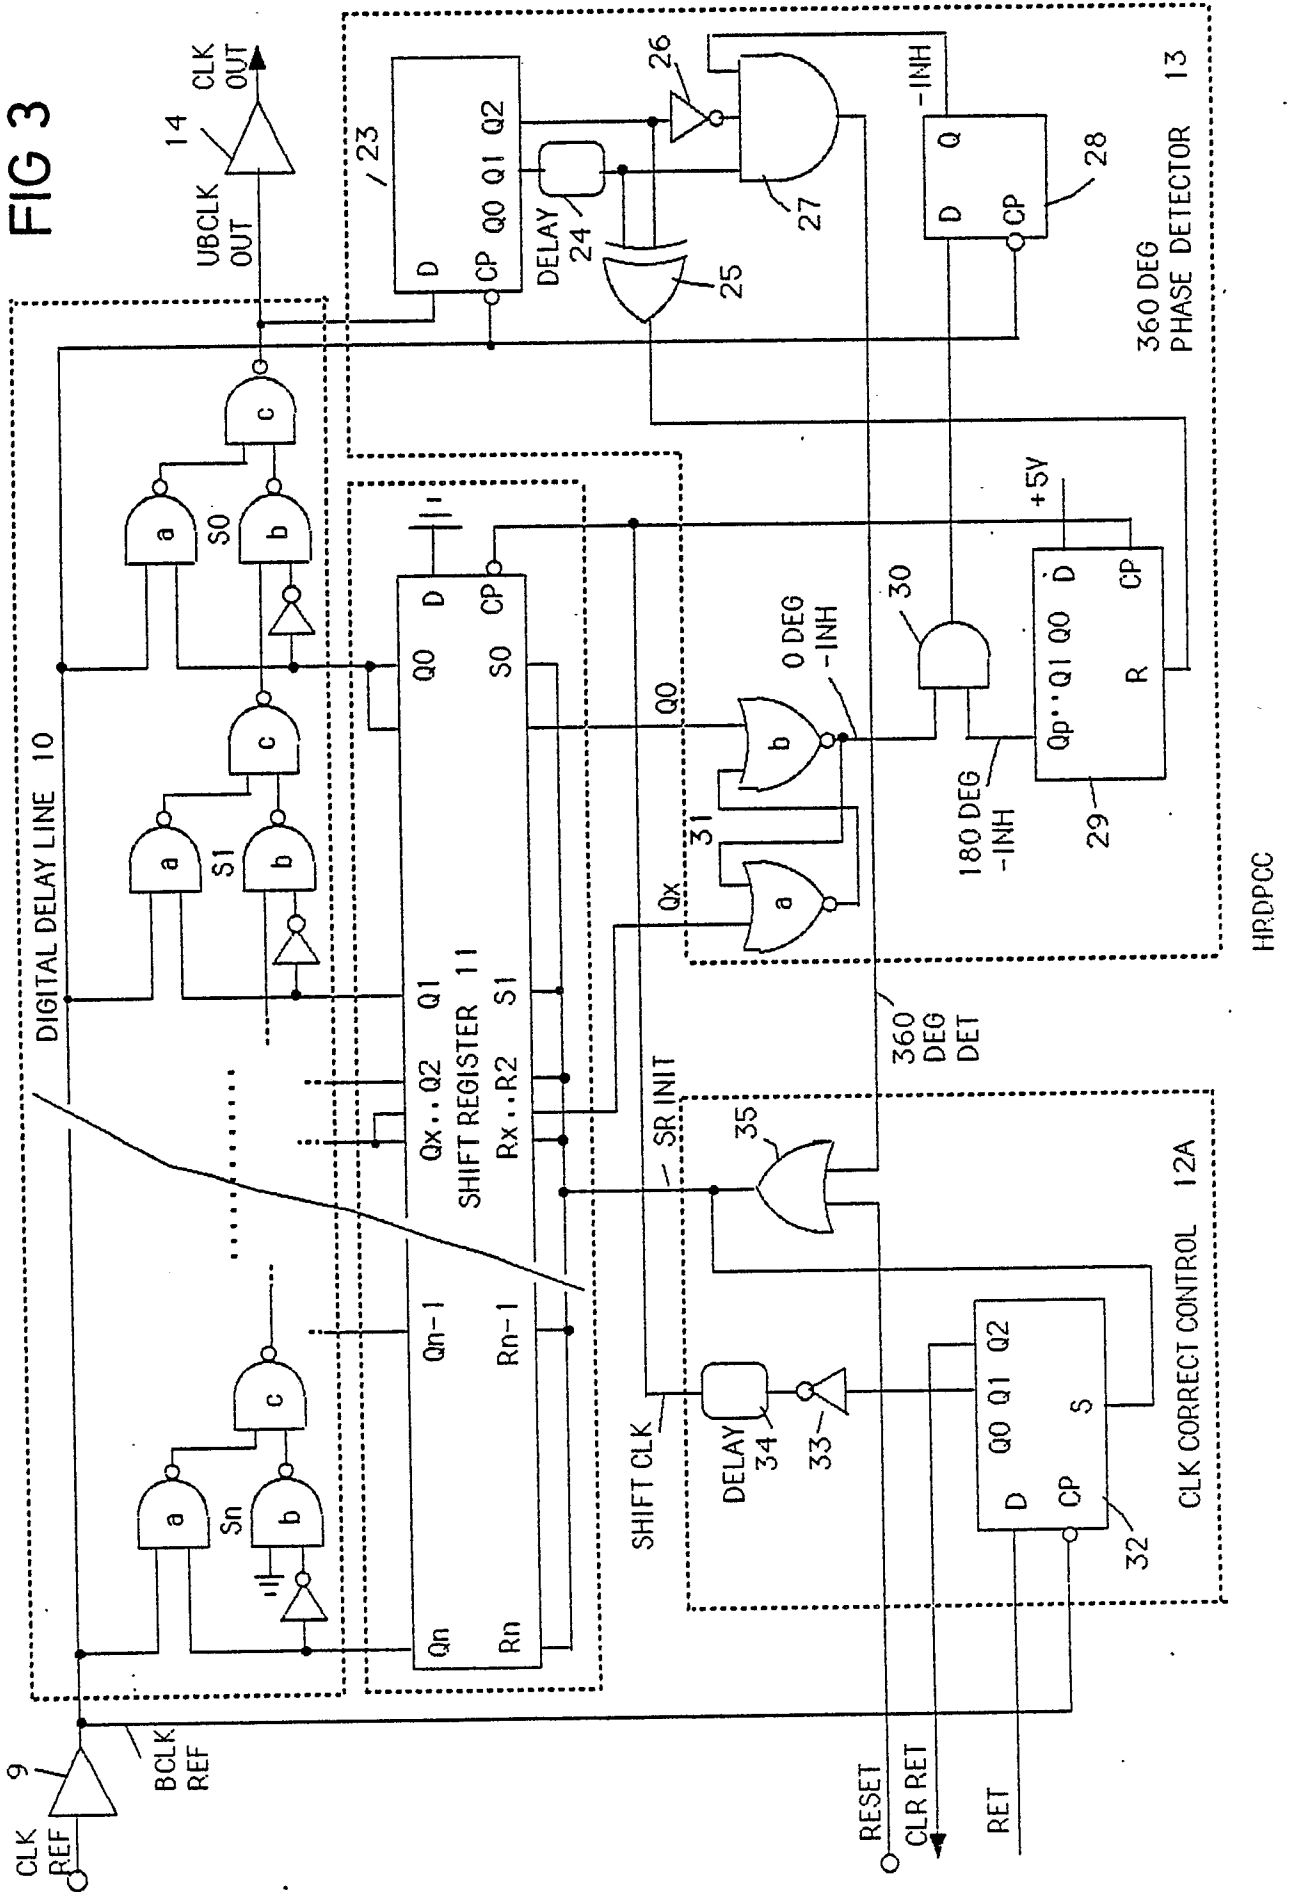 FIG 3
CLK
REF
9
BCLK
REF
DIGITAL DELAY LINE 10
a
Sn
b
c
a
S1
b
c
a
S0
b
c
UBCLK
OUT
14
CLK
OUT
Qn
Qn-1
Qx..Q2
Q1
Q0
D
CP
SHIFT REGISTER 11
Rn
Rn-1
Rx..R2
S1
S0
23
D
CP
Q0 Q1 Q2
DELAY
24
25
26
27
-INH
D
Q
CP
28
360 DEG
PHASE DETECTOR 13
SHIFT CLK
SR INIT
Qx
Q0
31
a
b
0 DEG
-INH
30
180 DEG
-INH
Qp..Q1 Q0
D
CP
R
+5V
29
360
DEG
DET
35
DELAY
34
33
Q0 Q1 Q2
D
CP
S
32
CLK CORRECT CONTROL 12A
RESET
CLR RET
RET
HRDPCC